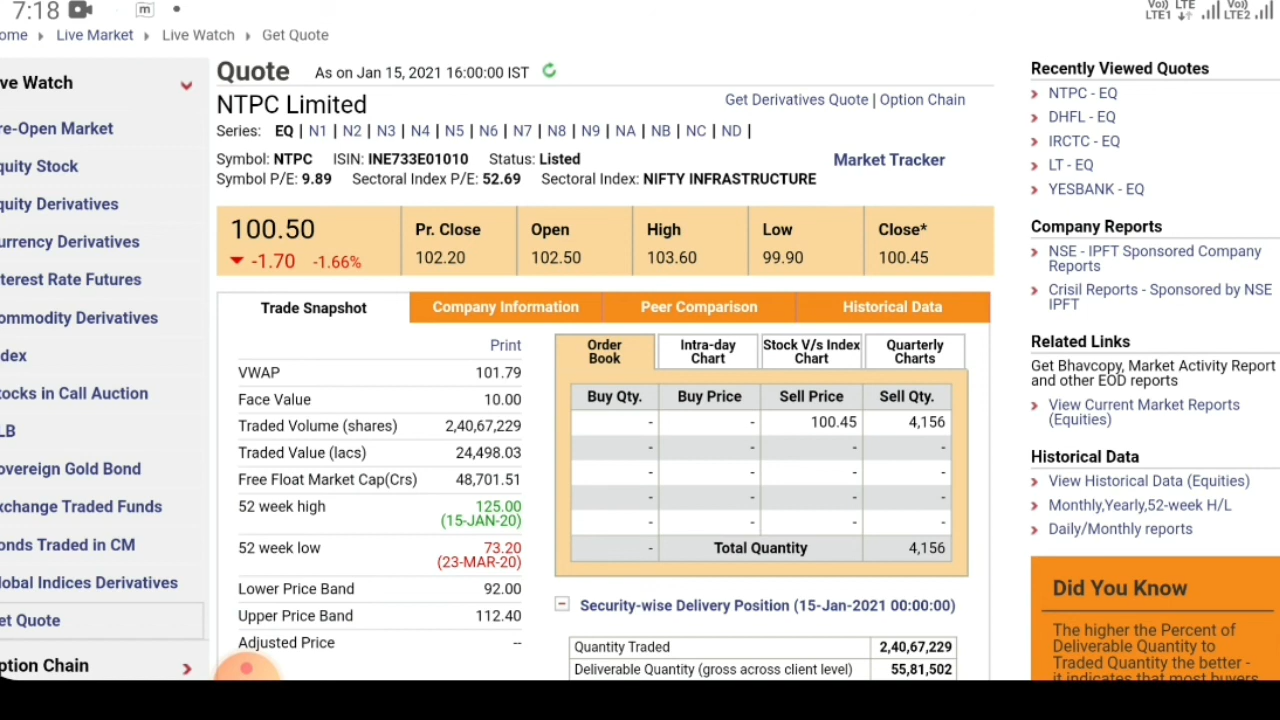 7:18 m Vo) LTE Vo)
LTE1 LTE2
ome Live Market Live Watch Get Quote
ve Watch
re-Open Market
quity Stock
quity Derivatives
urrency Derivatives
terest Rate Futures
ommodity Derivatives
dex
tocks in Call Auction
LB
overeign Gold Bond
xchange Traded Funds
onds Traded in CM
lobal Indices Derivatives
et Quote
ption Chain
Quote As on Jan 15, 2021 16:00:00 IST
NTPC Limited Get Derivatives Quote | Option Chain
Series: EQ | N1 | N2 | N3 | N4 | N5 | N6 | N7 | N8 | N9 | NA | NB | NC | ND |
Symbol: NTPC ISIN: INE733E01010 Status: Listed Market Tracker
Symbol P/E: 9.89 Sectoral Index P/E: 52.69 Sectoral Index: NIFTY INFRASTRUCTURE
100.50 Pr. Close Open High Low Close*
-1.70 -1.66% 102.20 102.50 103.60 99.90 100.45
Trade Snapshot Company Information Peer Comparison Historical Data
Print
VWAP 101.79
Face Value 10.00
Traded Volume (shares) 2,40,67,229
Traded Value (lacs) 24,498.03
Free Float Market Cap(Crs) 48,701.51
52 week high 125.00
(15-JAN-20)
52 week low 73.20
(23-MAR-20)
Lower Price Band 92.00
Upper Price Band 112.40
Adjusted Price --
Order Intra-day Stock V/s Index Quarterly
Book Chart Chart Charts
Buy Qty. Buy Price Sell Price Sell Qty.
- - 100.45 4,156
- - - -
- - - -
- - - -
- - - -
- Total Quantity 4,156
Security-wise Delivery Position (15-Jan-2021 00:00:00)
Quantity Traded 2,40,67,229
Deliverable Quantity (gross across client level) 55,81,502
Recently Viewed Quotes
NTPC - EQ
DHFL - EQ
IRCTC - EQ
LT - EQ
YESBANK - EQ
Company Reports
NSE - IPFT Sponsored Company
Reports
Crisil Reports - Sponsored by NSE
IPFT
Related Links
Get Bhavcopy, Market Activity Report
and other EOD reports
View Current Market Reports
(Equities)
Historical Data
View Historical Data (Equities)
Monthly,Yearly,52-week H/L
Daily/Monthly reports
Did You Know
The higher the Percent of
Deliverable Quantity to
Traded Quantity the better -
it indicates that most buyers